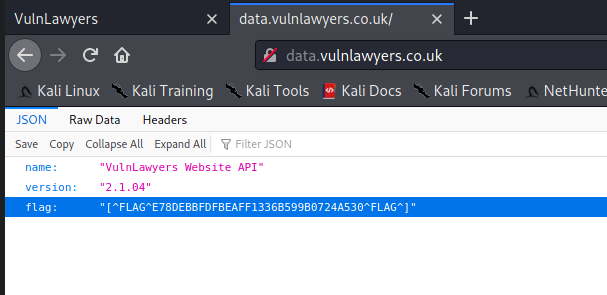 VulnLawyers
data.vulnlawyers.co.uk/
data.vulnlawyers.co.uk
Kali Linux Kali Training Kali Tools Kali Docs Kali Forums NetHunte
JSON Raw Data Headers
Save Copy Collapse All Expand All Filter JSON
name: "VulnLawyers Website API"
version: "2.1.04"
flag: "[^FLAG^E78DEBBFDFBEAFF1336B599B0724A530^FLAG^]"